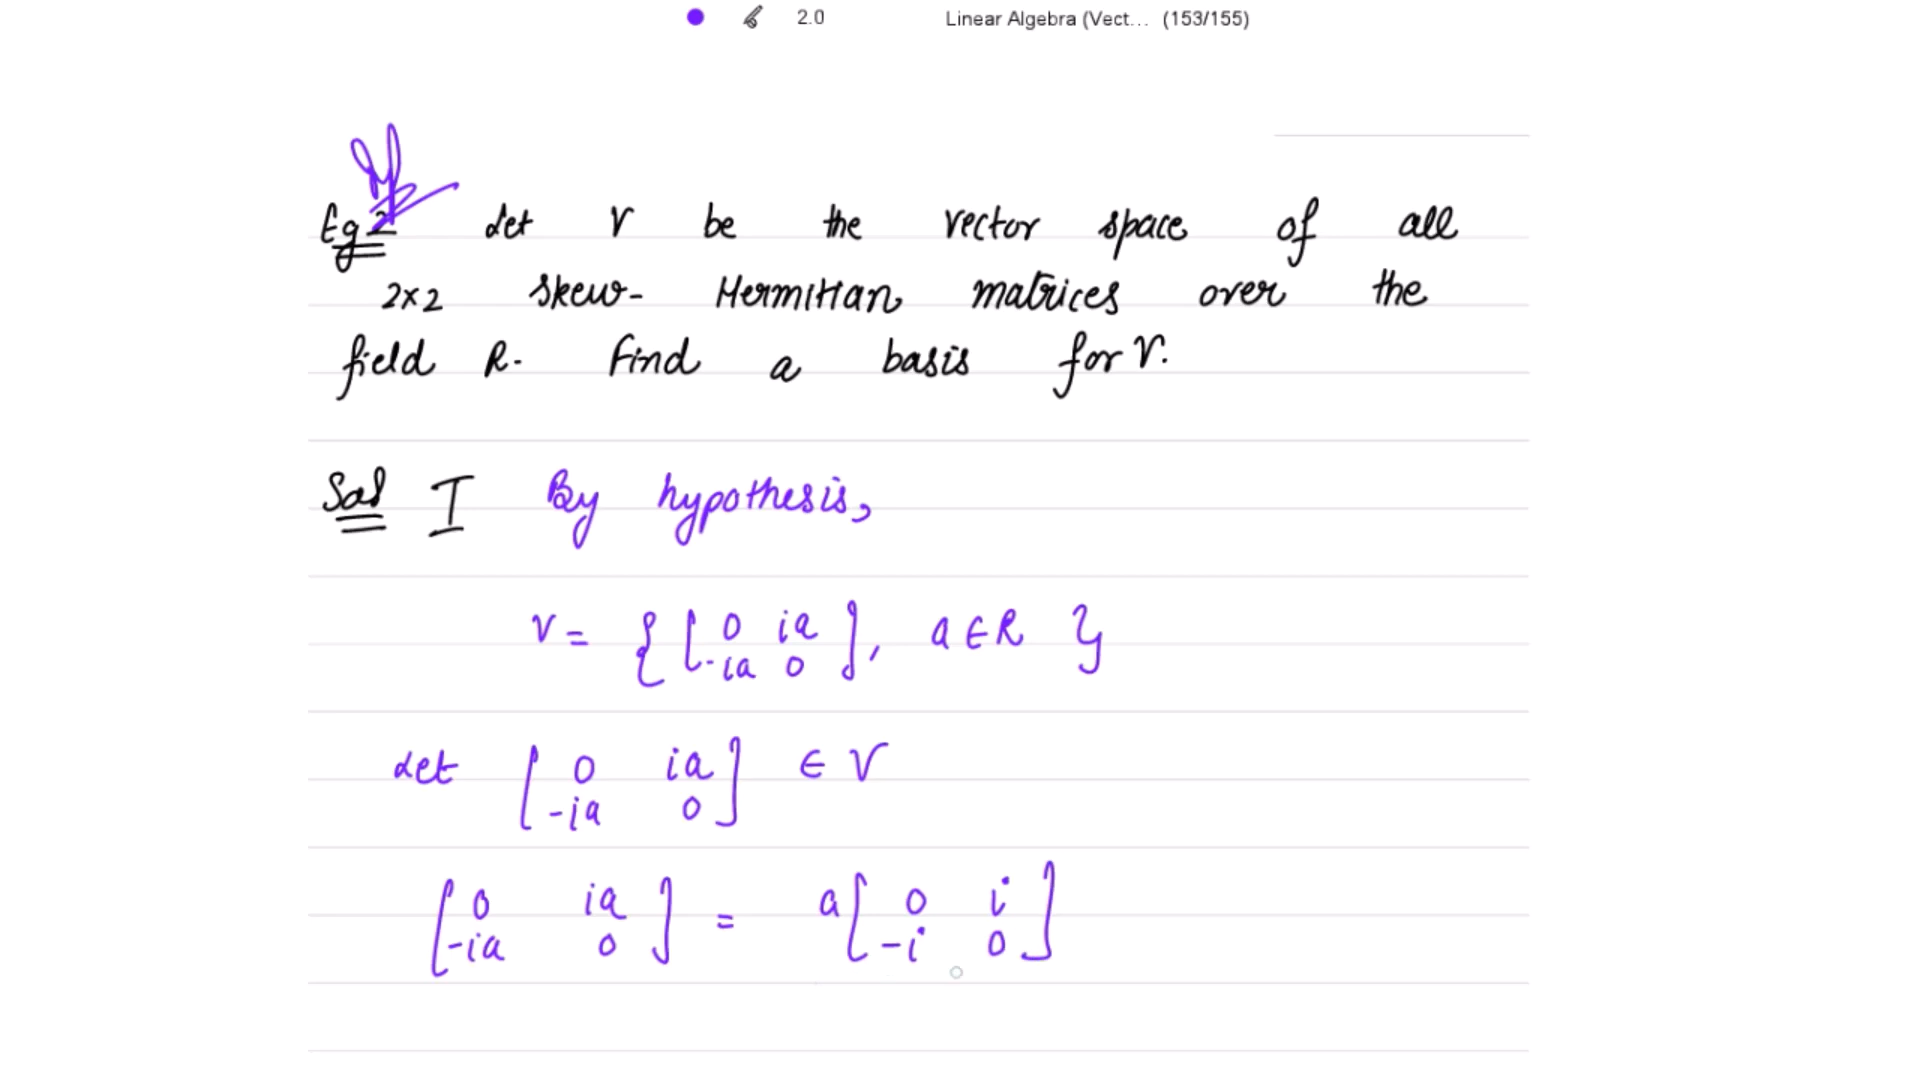 2.0 Linear Algebra (Vect... (153/155)
Eg 2 Let V be the vector space of all
2x2 skew- Hermitian matrices over the
field R. Find a basis for V.
Sol I By hypothesis,
V = { [ 0 ia
-ia 0 ], a ∈ R }
Let [ 0 ia
-ia 0 ] ∈ V
[ 0 ia
-ia 0 ] = a [ 0 i
-i 0 ]